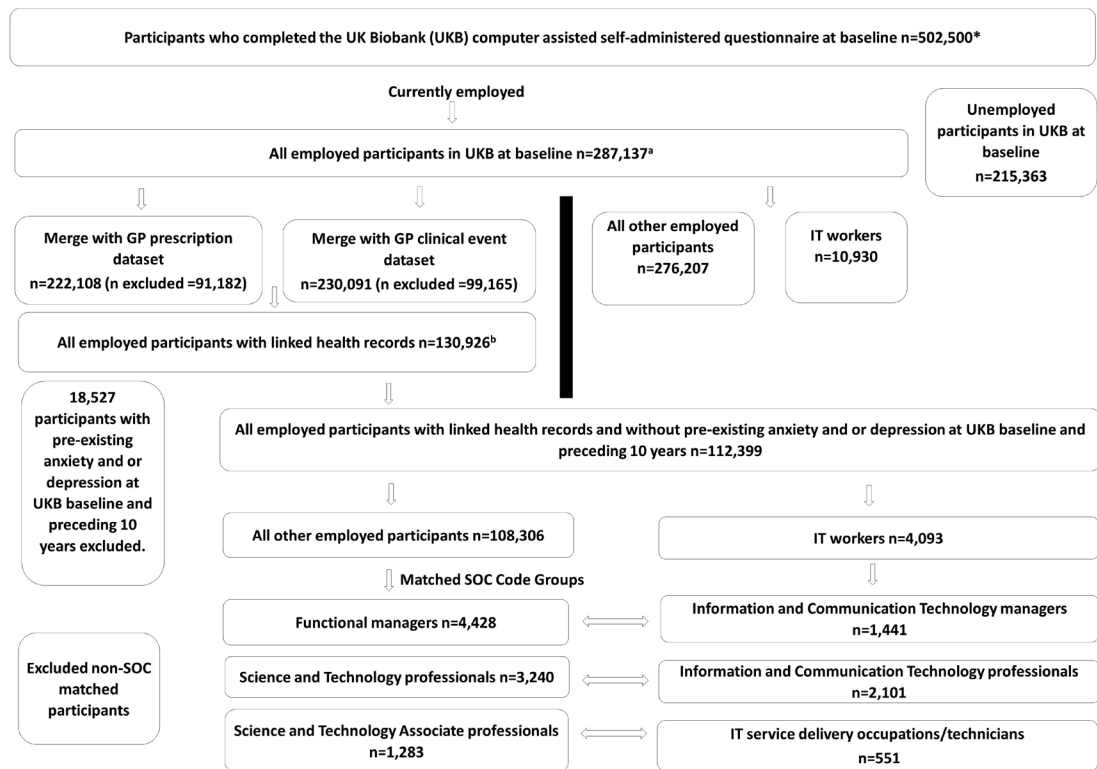 Participants who completed the UK Biobank (UKB) computer assisted self-administered questionnaire at baseline n=502,500*
Currently employed
Unemployed
participants in UKB at
baseline
n=215,363
All employed participants in UKB at baseline n=287,137ᵃ
Merge with GP prescription
dataset
n=222,108 (n excluded =91,182)
Merge with GP clinical event
dataset
n=230,091 (n excluded =99,165)
All other employed
participants
n=276,207
IT workers
n=10,930
All employed participants with linked health records n=130,926ᵇ
18,527
participants with
pre-existing
anxiety and or
depression at
UKB baseline and
preceding 10
years excluded.
All employed participants with linked health records and without pre-existing anxiety and or depression at UKB baseline and
preceding 10 years n=112,399
All other employed participants n=108,306
IT workers n=4,093
Matched SOC Code Groups
Functional managers n=4,428
Information and Communication Technology managers
n=1,441
Excluded non-SOC
matched
participants
Science and Technology professionals n=3,240
Information and Communication Technology professionals
n=2,101
Science and Technology Associate professionals
n=1,283
IT service delivery occupations/technicians
n=551